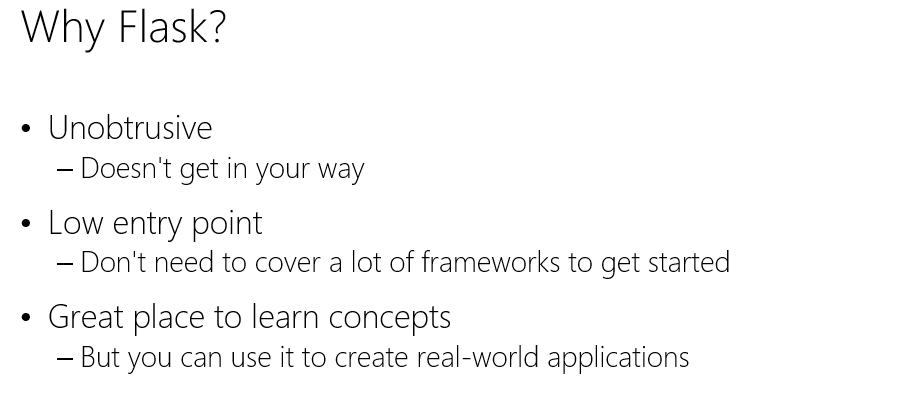 Why Flask?
• Unobtrusive
– Doesn't get in your way
• Low entry point
– Don't need to cover a lot of frameworks to get started
• Great place to learn concepts
– But you can use it to create real-world applications